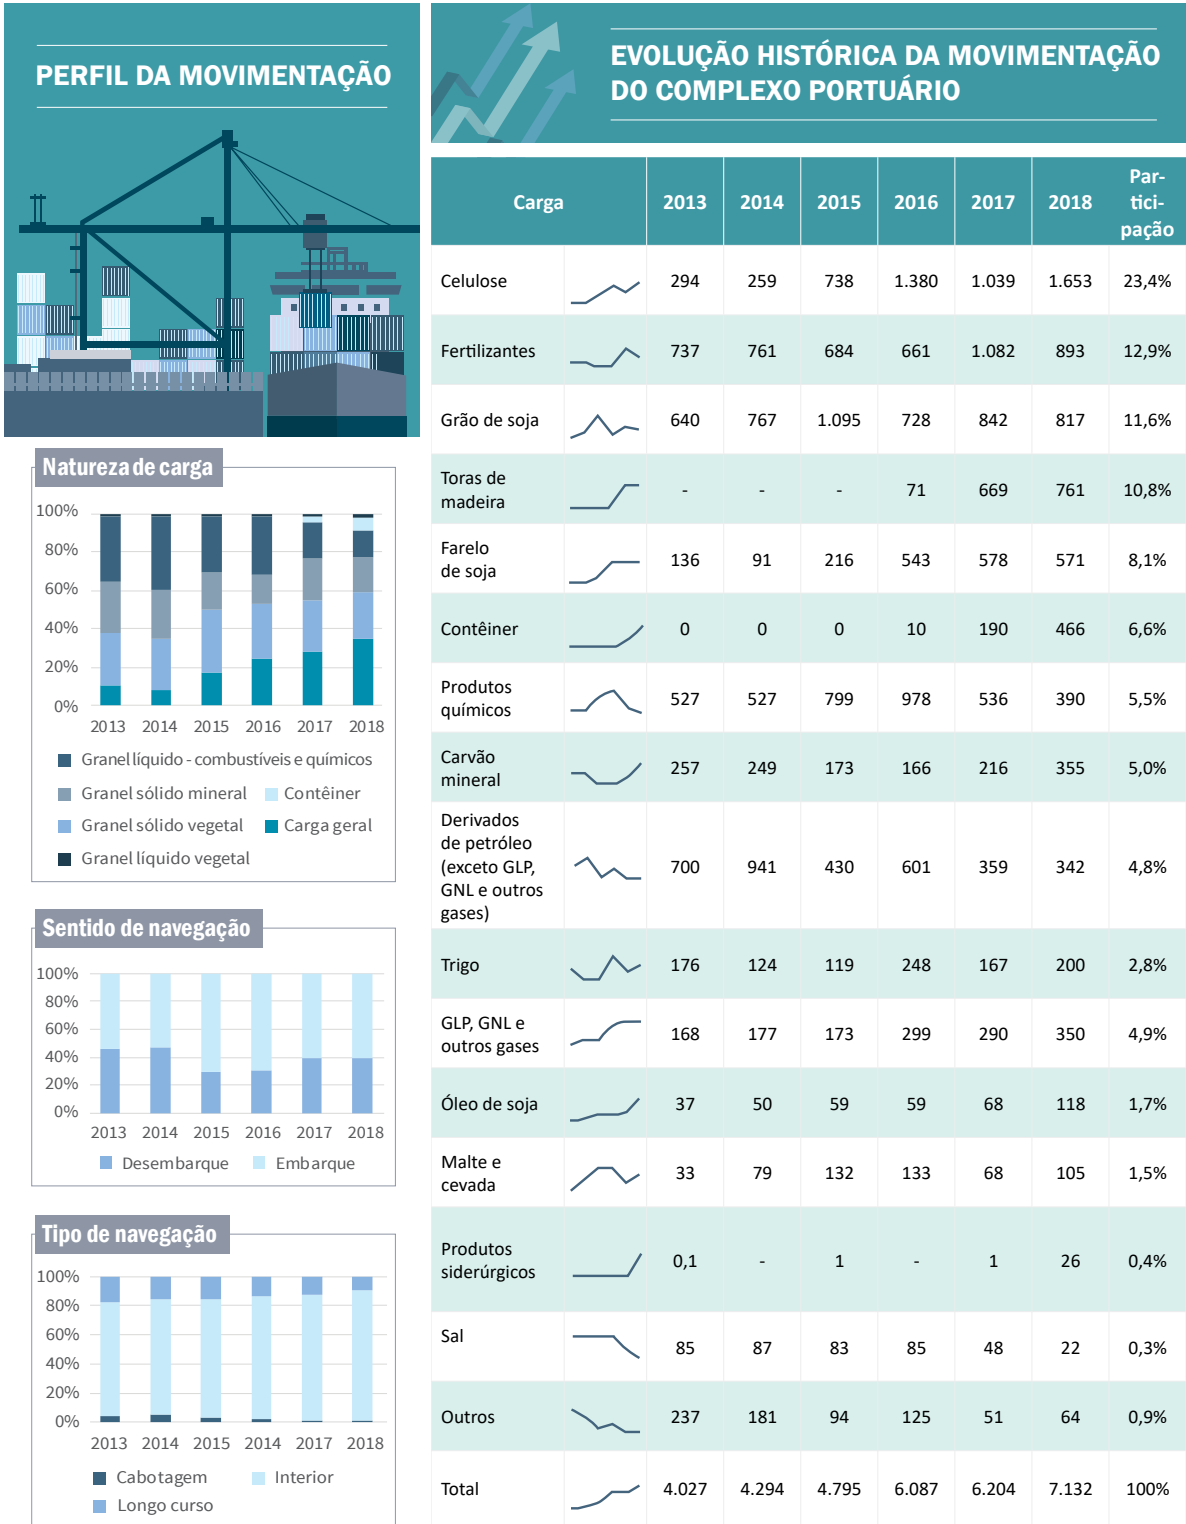 PERFIL DA MOVIMENTAÇÃO
Natureza de carga
100%
80%
60%
40%
20%
0%
2013 2014 2015 2016 2017 2018
Granel líquido - combustíveis e químicos
Granel sólido mineral Contêiner
Granel sólido vegetal Carga geral
Granel líquido vegetal
Sentido de navegação
100%
80%
60%
40%
20%
0%
2013 2014 2015 2016 2017 2018
Desembarque Embarque
Tipo de navegação
100%
80%
60%
40%
20%
0%
2013 2014 2015 2014 2017 2018
Cabotagem Interior
Longo curso
EVOLUÇÃO HISTÓRICA DA MOVIMENTAÇÃO
DO COMPLEXO PORTUÁRIO
Carga 2013 2014 2015 2016 2017 2018 Par-
tici-
pação
Celulose 294 259 738 1.380 1.039 1.653 23,4%
Fertilizantes 737 761 684 661 1.082 893 12,9%
Grão de soja 640 767 1.095 728 842 817 11,6%
Toras de
madeira - - - 71 669 761 10,8%
Farelo
de soja 136 91 216 543 578 571 8,1%
Contêiner 0 0 0 10 190 466 6,6%
Produtos
químicos 527 527 799 978 536 390 5,5%
Carvão
mineral 257 249 173 166 216 355 5,0%
Derivados
de petróleo
(exceto GLP, 700 941 430 601 359 342 4,8%
GNL e outros
gases)
Trigo 176 124 119 248 167 200 2,8%
GLP, GNL e
outros gases 168 177 173 299 290 350 4,9%
Óleo de soja 37 50 59 59 68 118 1,7%
Malte e
cevada 33 79 132 133 68 105 1,5%
Produtos
siderúrgicos 0,1 - 1 - 1 26 0,4%
Sal 85 87 83 85 48 22 0,3%
Outros 237 181 94 125 51 64 0,9%
Total 4.027 4.294 4.795 6.087 6.204 7.132 100%